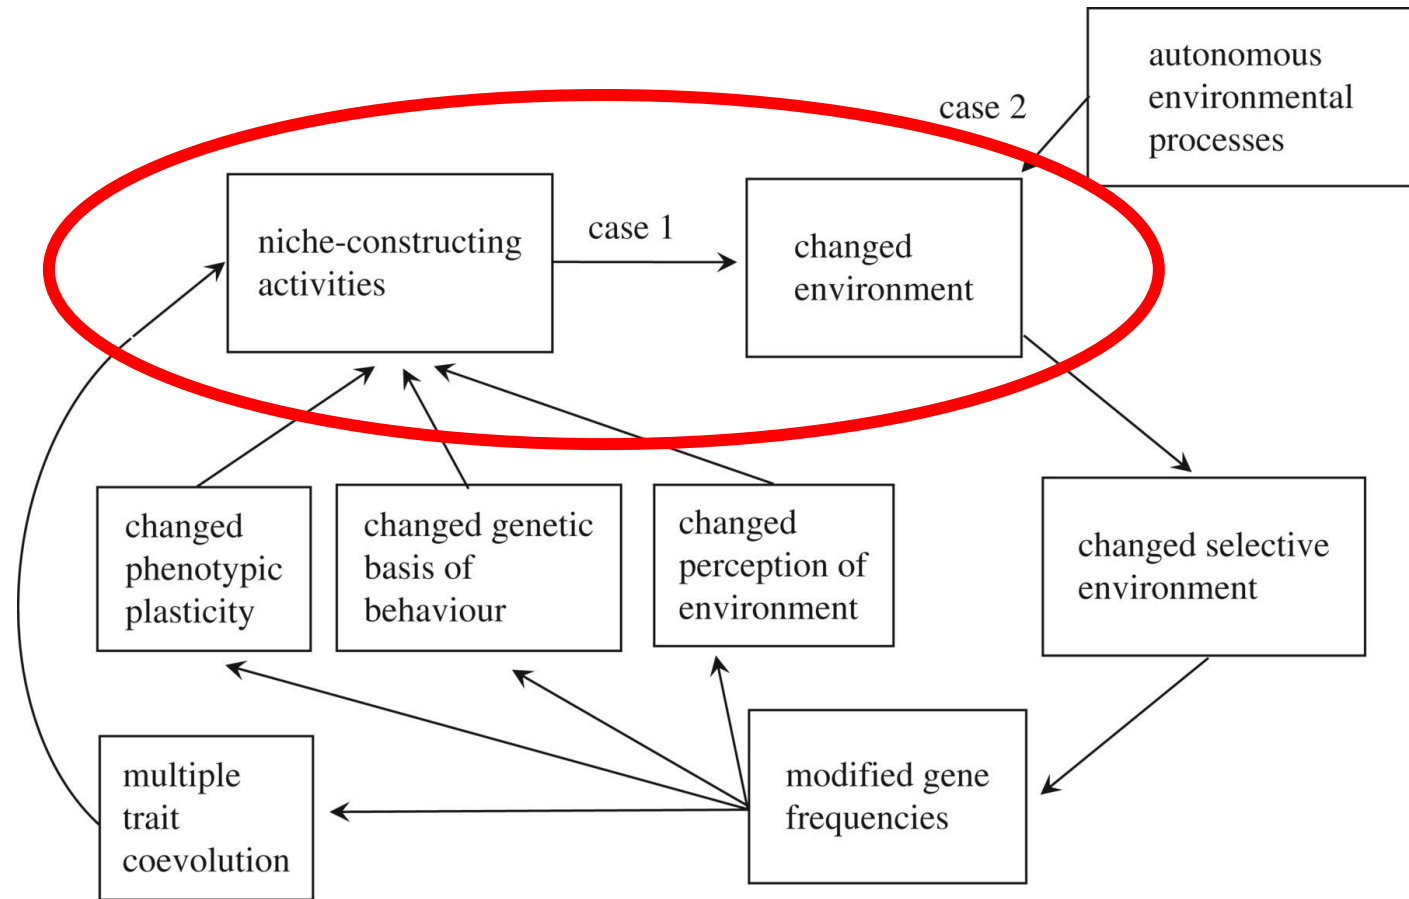 autonomous
environmental
processes
case 2
niche-constructing
activities
case 1
changed
environment
changed
phenotypic
plasticity
changed genetic
basis of
behaviour
changed
perception of
environment
changed selective
environment
multiple
trait
coevolution
modified gene
frequencies